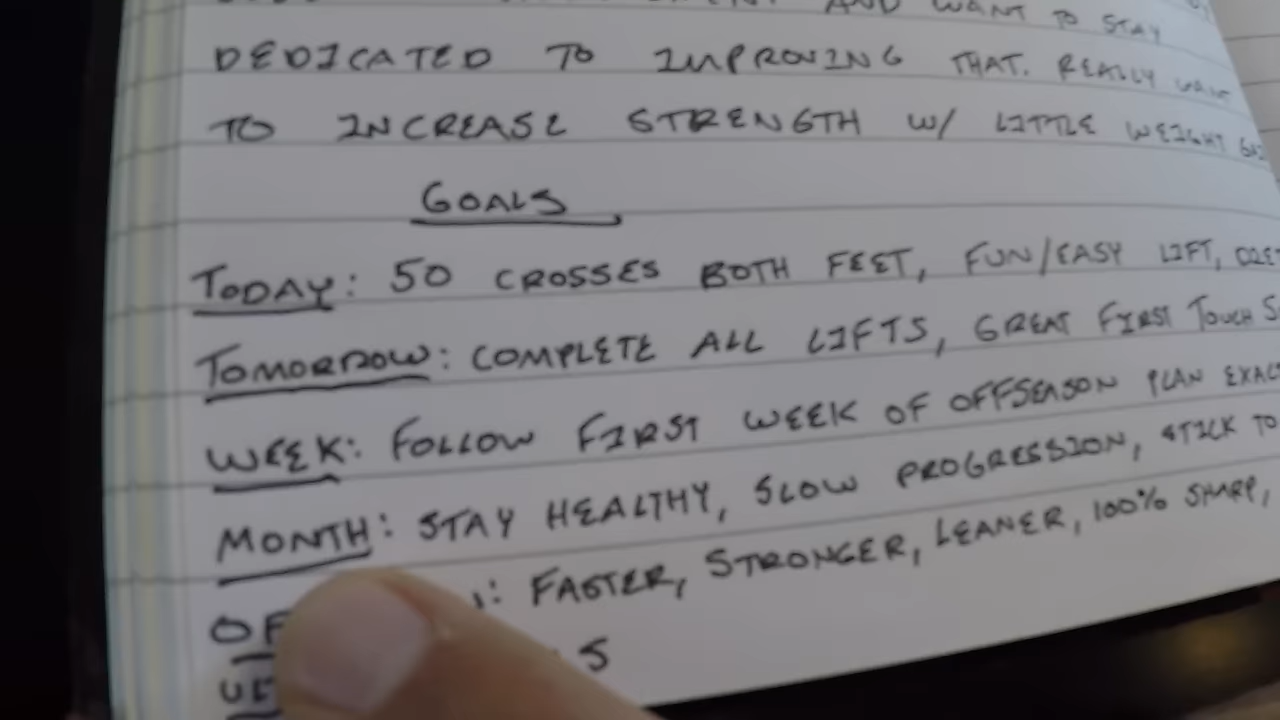 AND WANT TO STAY
DEDICATED TO IMPROVING THAT. REALLY WANT
TO INCREASE STRENGTH W/ LITTLE WEIGHT
GOALS
TODAY: 50 CROSSES BOTH FEET, FUN/EASY LIFT,
TOMORROW: COMPLETE ALL LIFTS, GREAT FIRST TOUCH
WEEK: FOLLOW FIRST WEEK OF OFFSEASON PLAN
MONTH: STAY HEALTHY, SLOW PROGRESSION, STICK TO
FASTER, STRONGER, LEANER, 100% SHARP,